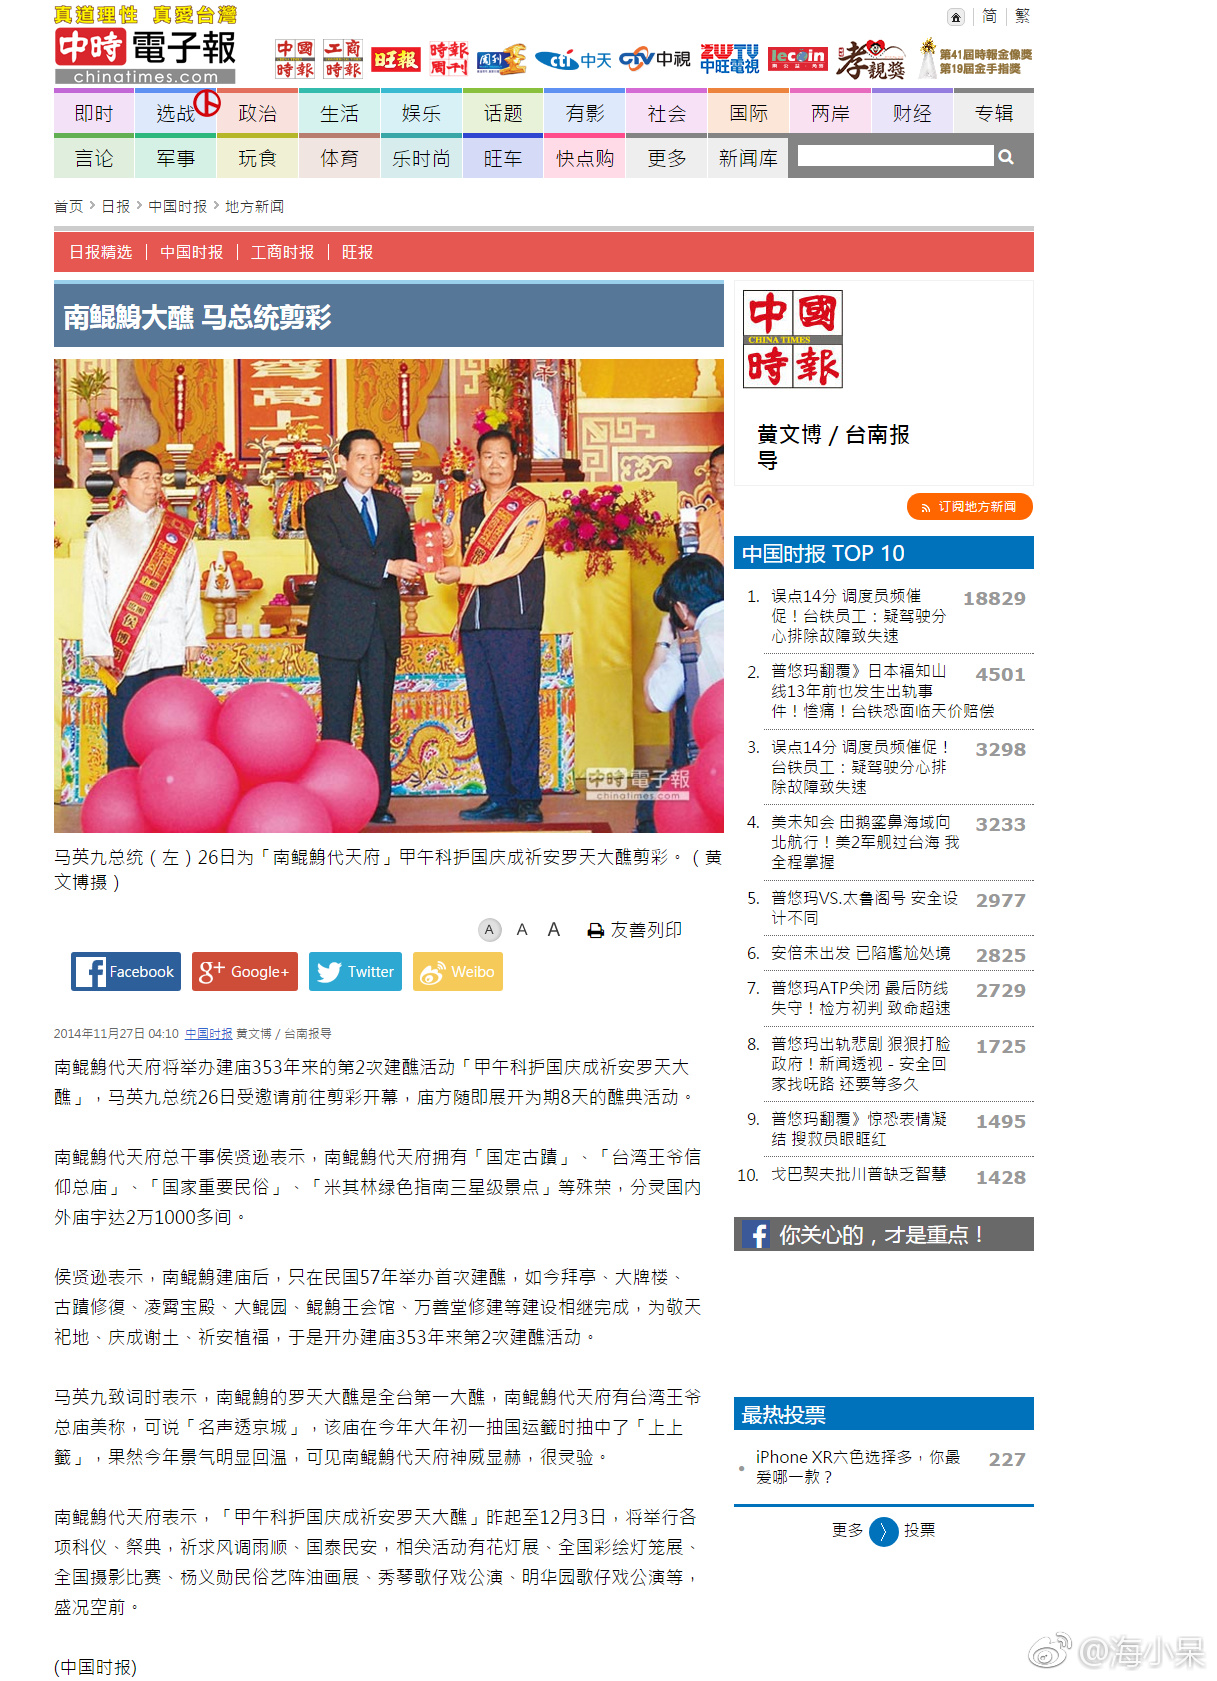 真道理性 真愛台灣
中時電子報
chinatimes.com
简 繁
中國時報 工商時報 旺報 時報周刊 周刊王 cti中天 CTV中視 中旺電視 lecoin 孝親獎 第41屆時報金像獎
第19屆金手指獎
即时 选战 政治 生活 娱乐 话题 有影 社会 国际 两岸 财经 专辑
言论 军事 玩食 体育 乐时尚 旺车 快点购 更多 新闻库
首页 > 日报 > 中国时报 > 地方新闻
日报精选 | 中国时报 | 工商时报 | 旺报
南鲲鯓大醮 马总统剪彩
中時電子報
chinatimes.com
马英九总统（左）26日为「南鲲鯓代天府」甲午科护国庆成祈安罗天大醮剪彩。（黄
文博摄）
A A A 友善列印
Facebook Google+ Twitter Weibo
2014年11月27日 04:10 中国时报 黄文博／台南报导
南鲲鯓代天府将举办建庙353年来的第2次建醮活动「甲午科护国庆成祈安罗天大
醮」，马英九总统26日受邀请前往剪彩开幕，庙方随即展开为期8天的醮典活动。
南鲲鯓代天府总干事侯贤逊表示，南鲲鯓代天府拥有「国定古蹟」、「台湾王爷信
仰总庙」、「国家重要民俗」、「米其林绿色指南三星级景点」等殊荣，分灵国内
外庙宇达2万1000多间。
侯贤逊表示，南鲲鯓建庙后，只在民国57年举办首次建醮，如今拜亭、大牌楼、
古蹟修復、凌霄宝殿、大鲲园、鲲鯓王会馆、万善堂修建等建设相继完成，为敬天
祀地、庆成谢土、祈安植福，于是开办建庙353年来第2次建醮活动。
马英九致词时表示，南鲲鯓的罗天大醮是全台第一大醮，南鲲鯓代天府有台湾王爷
总庙美称，可说「名声透京城」，该庙在今年大年初一抽国运籤时抽中了「上上
籤」，果然今年景气明显回温，可见南鲲鯓代天府神威显赫，很灵验。
南鲲鯓代天府表示，「甲午科护国庆成祈安罗天大醮」昨起至12月3日，将举行各
项科仪、祭典，祈求风调雨顺、国泰民安，相关活动有花灯展、全国彩绘灯笼展、
全国摄影比赛、杨义勋民俗艺阵油画展、秀琴歌仔戏公演、明华园歌仔戏公演等，
盛况空前。
(中国时报)
中國
CHINA TIMES
時報
黄文博／台南报
导
订阅地方新闻
中国时报 TOP 10
1. 误点14分 调度员频催 18829
促！台铁员工：疑驾驶分
心排除故障致失速
2. 普悠玛翻覆》日本福知山 4501
线13年前也发生出轨事
件！惨痛！台铁恐面临天价赔偿
3. 误点14分 调度员频催促！ 3298
台铁员工：疑驾驶分心排
除故障致失速
4. 美未知会 由鹅銮鼻海域向 3233
北航行！美2军舰过台海 我
全程掌握
5. 普悠玛VS.太鲁阁号 安全设 2977
计不同
6. 安倍未出发 已陷尴尬处境 2825
7. 普悠玛ATP关闭 最后防线 2729
失守！检方初判 致命超速
8. 普悠玛出轨悲剧 狠狠打脸 1725
政府！新闻透视－安全回
家找呒路 还要等多久
9. 普悠玛翻覆》惊恐表情凝 1495
结 搜救员眼眶红
10. 戈巴契夫批川普缺乏智慧 1428
你关心的，才是重点！
最热投票
iPhone XR六色选择多，你最 227
爱哪一款？
更多 投票
@海小呆